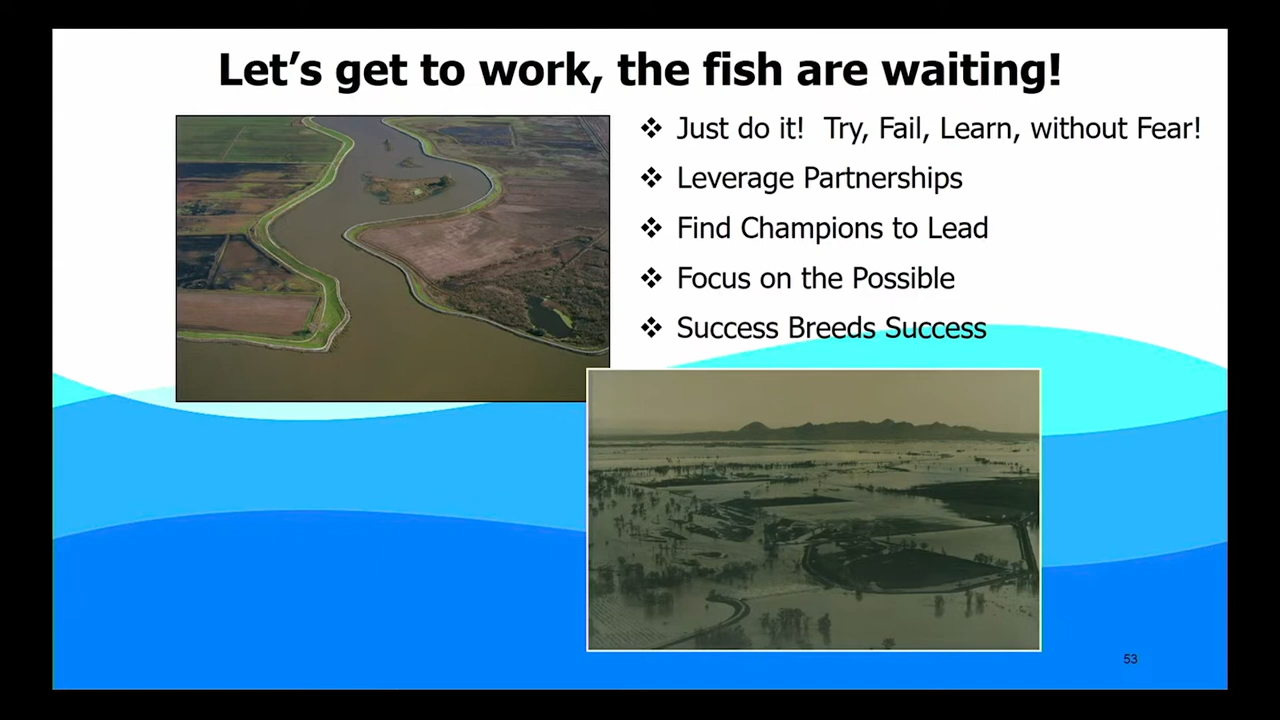 Let's get to work, the fish are waiting!
❖ Just do it! Try, Fail, Learn, without Fear!
❖ Leverage Partnerships
❖ Find Champions to Lead
❖ Focus on the Possible
❖ Success Breeds Success
53